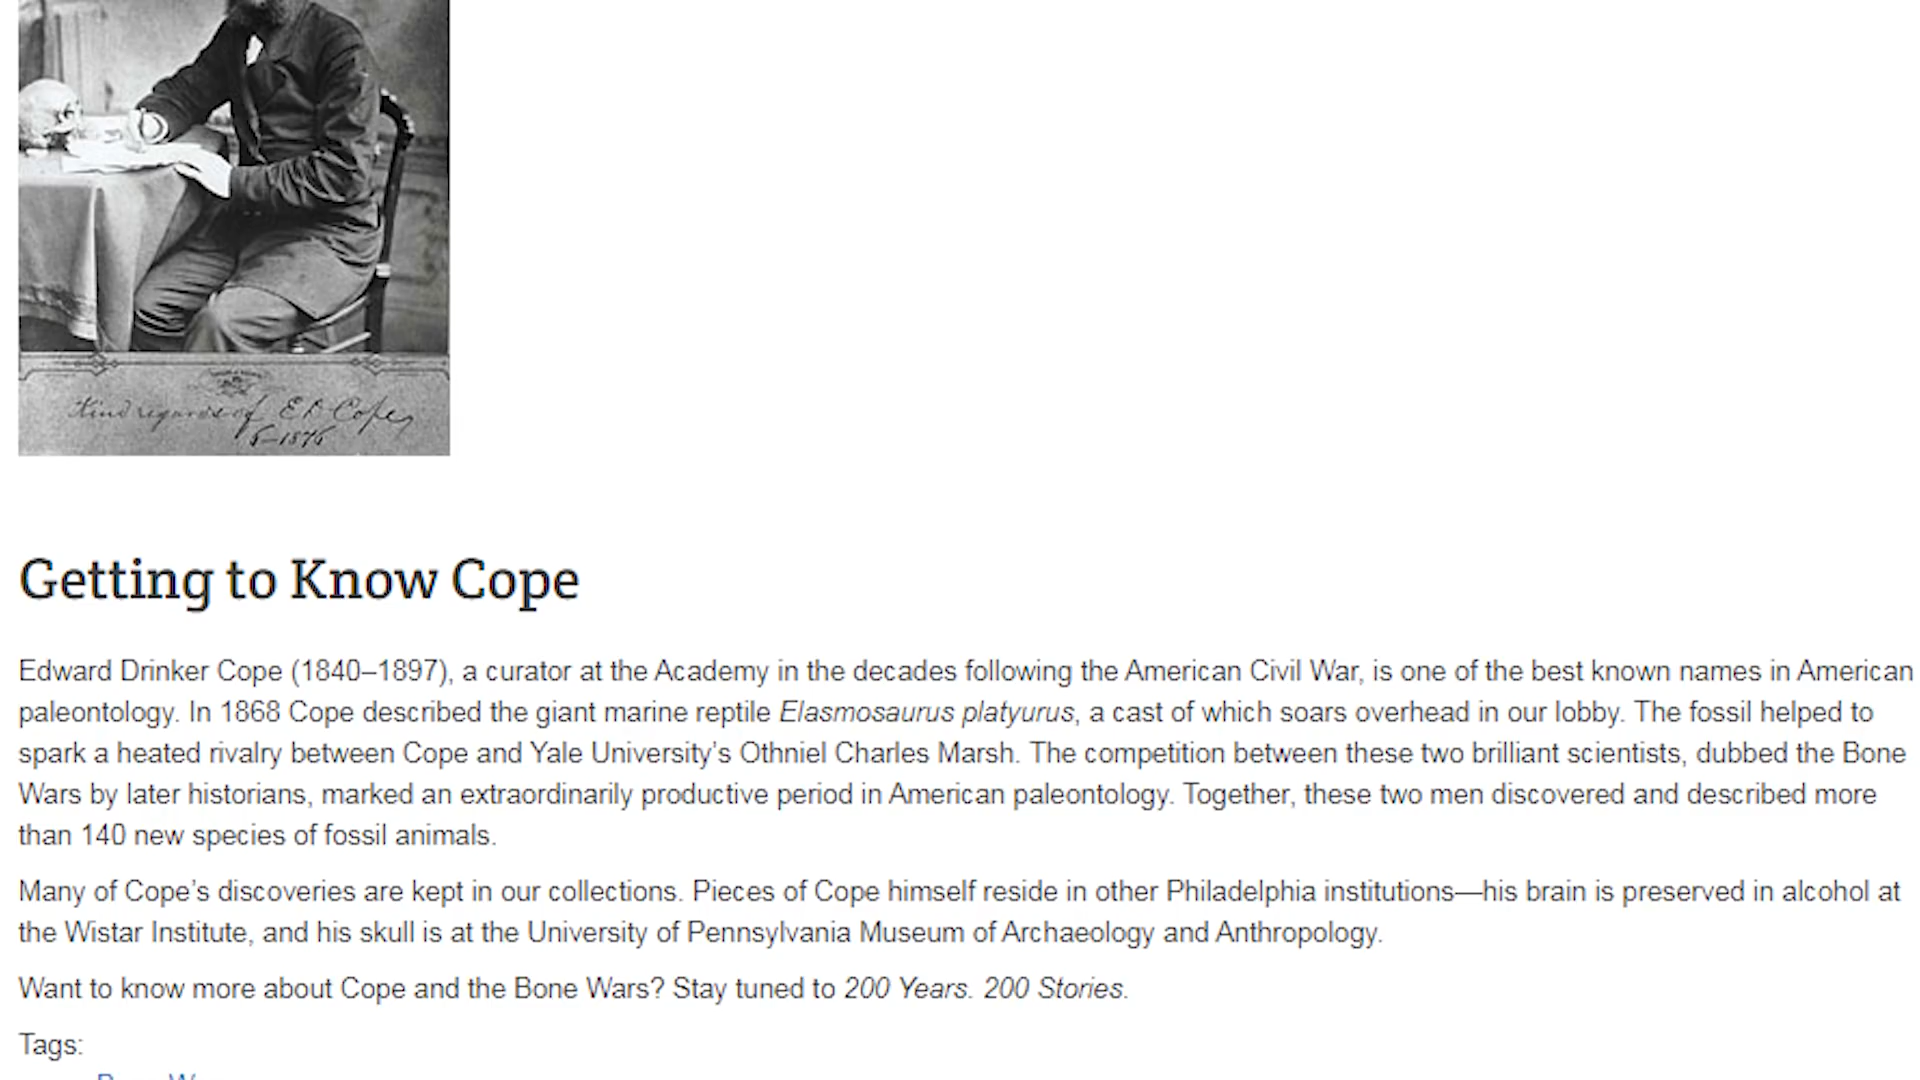 Kind regards of E D Cope
6-1876
Getting to Know Cope
Edward Drinker Cope (1840–1897), a curator at the Academy in the decades following the American Civil War, is one of the best known names in American
paleontology. In 1868 Cope described the giant marine reptile Elasmosaurus platyurus, a cast of which soars overhead in our lobby. The fossil helped to
spark a heated rivalry between Cope and Yale University’s Othniel Charles Marsh. The competition between these two brilliant scientists, dubbed the Bone
Wars by later historians, marked an extraordinarily productive period in American paleontology. Together, these two men discovered and described more
than 140 new species of fossil animals.
Many of Cope’s discoveries are kept in our collections. Pieces of Cope himself reside in other Philadelphia institutions—his brain is preserved in alcohol at
the Wistar Institute, and his skull is at the University of Pennsylvania Museum of Archaeology and Anthropology.
Want to know more about Cope and the Bone Wars? Stay tuned to 200 Years. 200 Stories.
Tags: